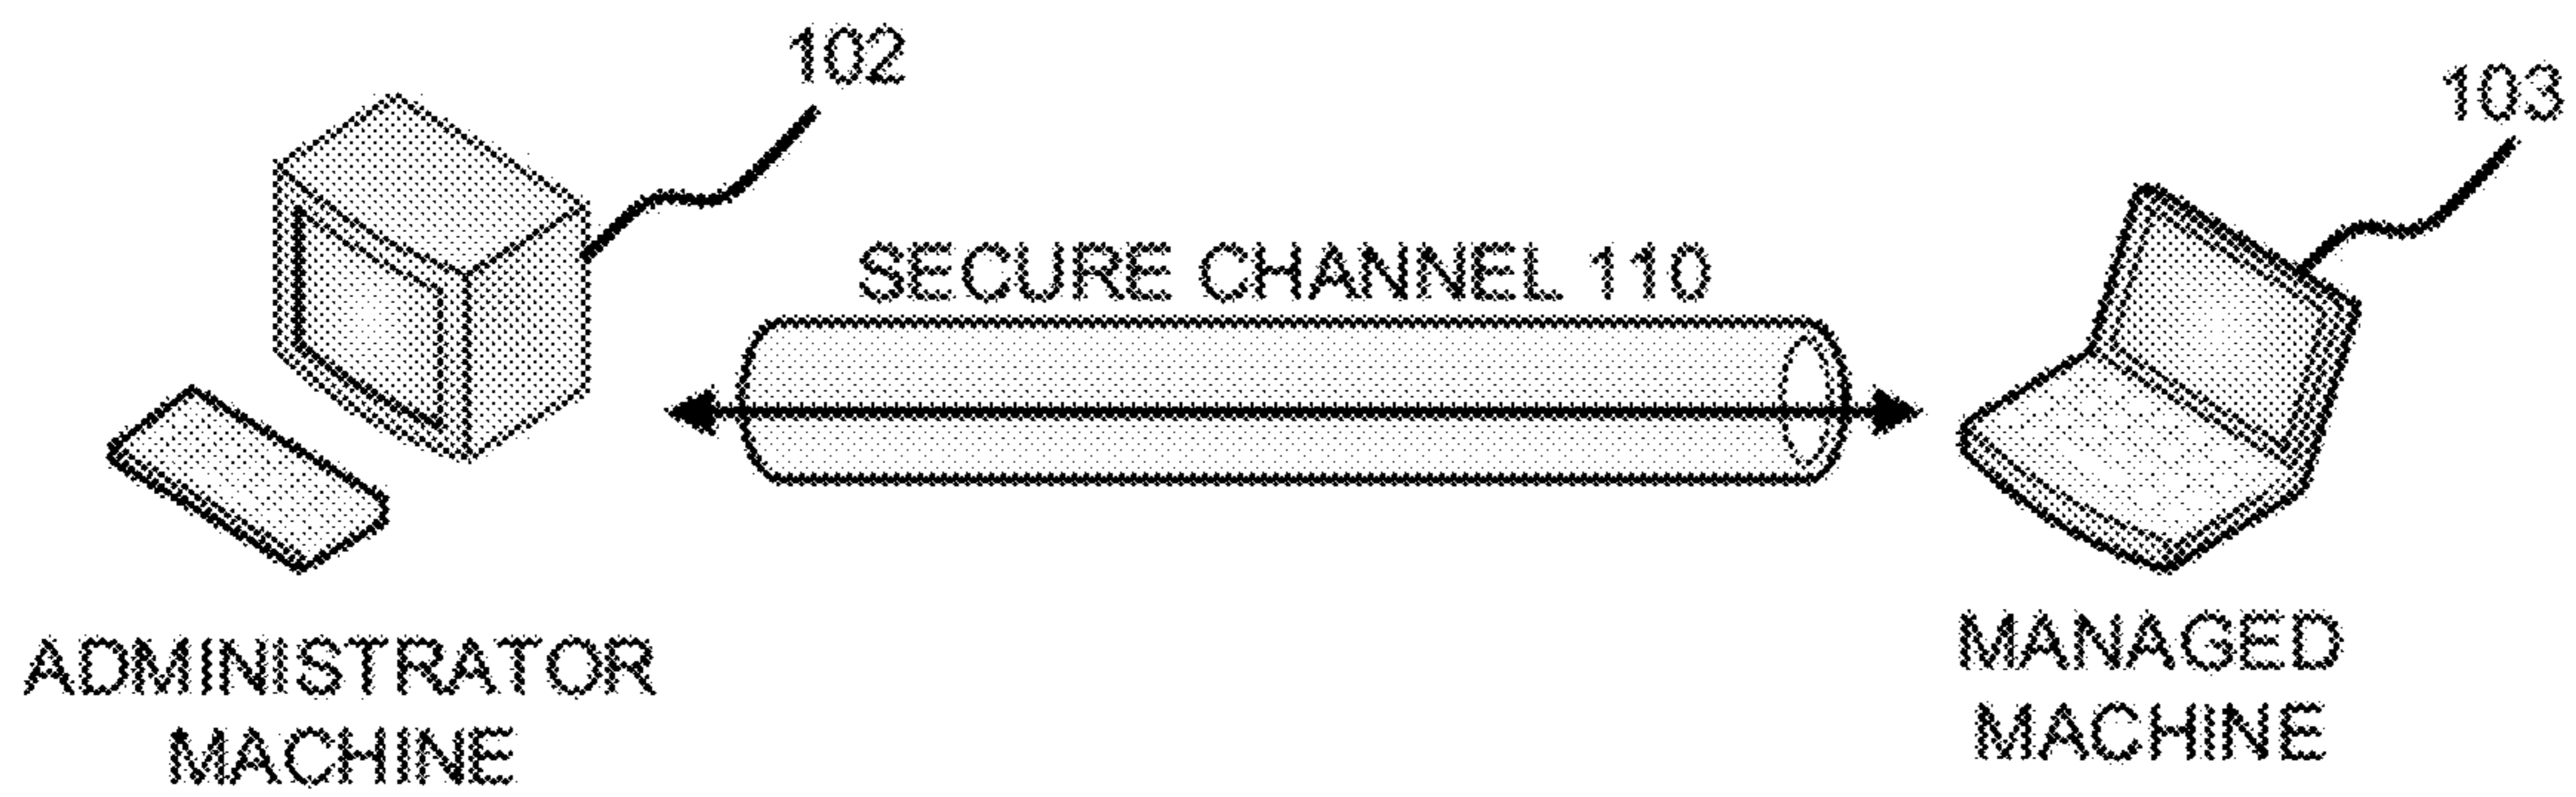 102
103
SECURE CHANNEL 110
ADMINISTRATOR
MACHINE
MANAGED
MACHINE